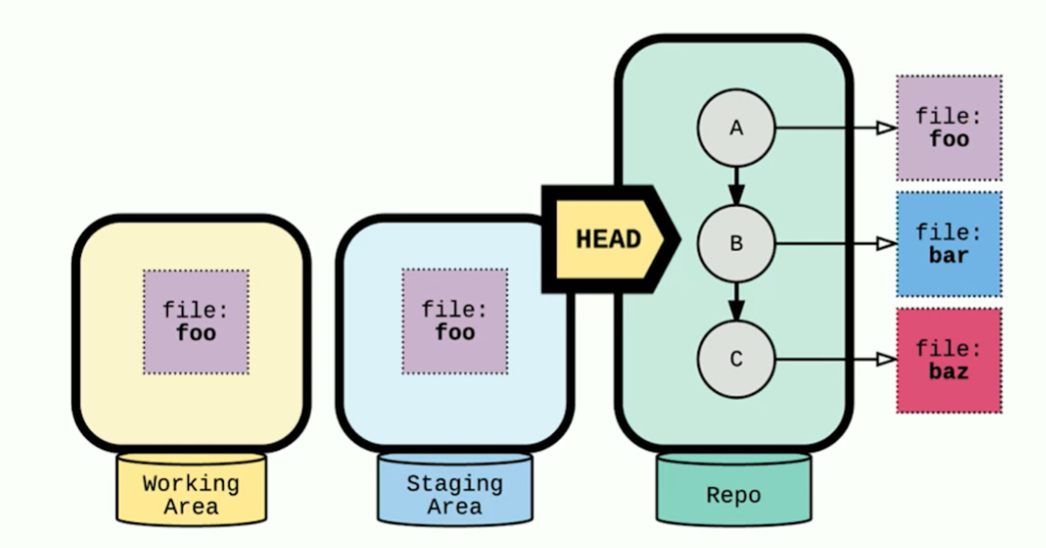 A
file:
foo
HEAD
B
file:
bar
file:
foo
file:
foo
C
file:
baz
Working
Area
Staging
Area
Repo